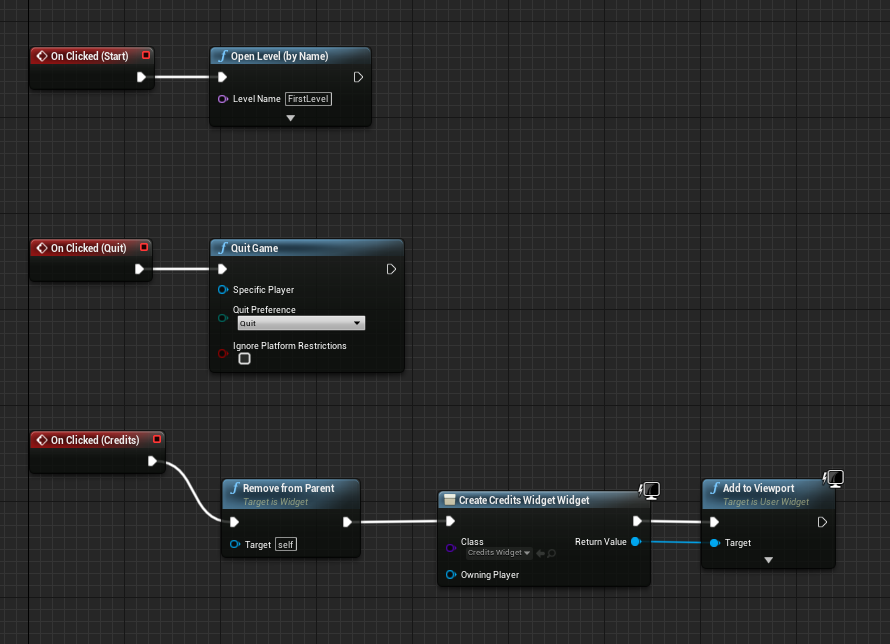 On Clicked (Start)
Open Level (by Name)
Level Name FirstLevel
On Clicked (Quit)
Quit Game
Specific Player
Quit Preference
Quit
Ignore Platform Restrictions
On Clicked (Credits)
Remove from Parent
Target is Widget
Target self
Create Credits Widget Widget
Class
Credits Widget
Return Value
Owning Player
Add to Viewport
Target is User Widget
Target